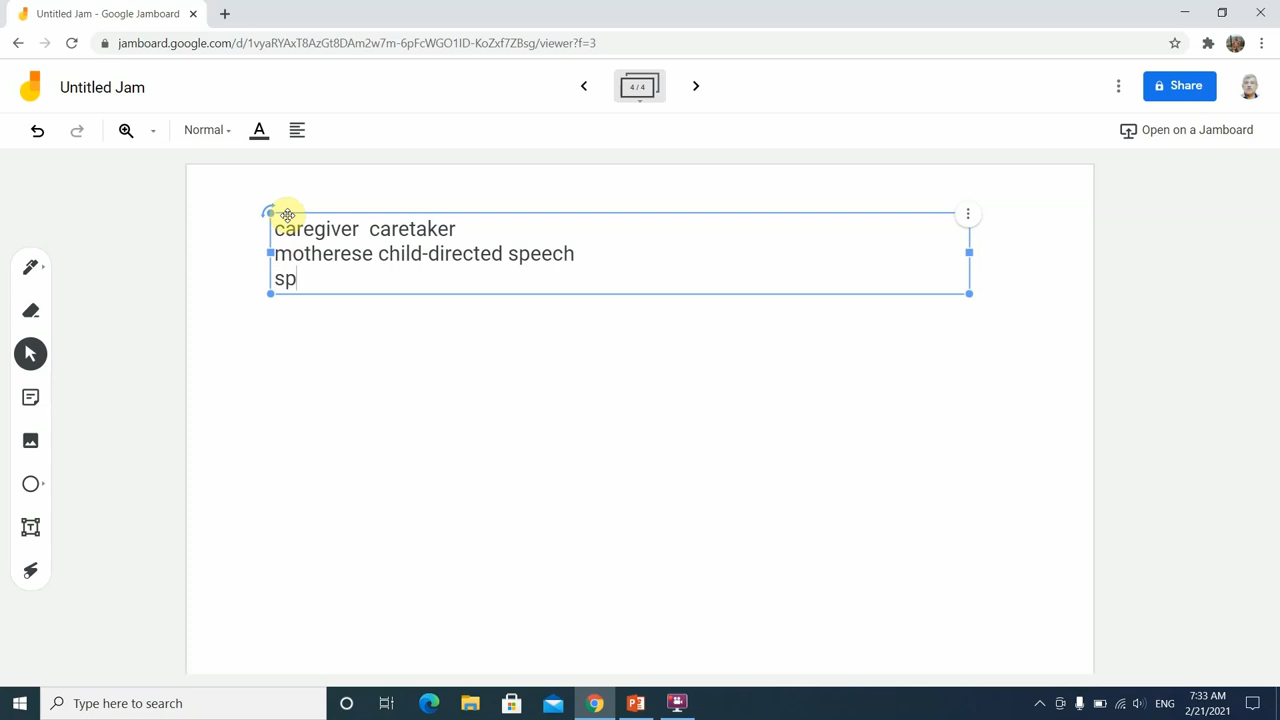 Untitled Jam - Google Jamboard
jamboard.google.com/d/1vyaRYAxT8AzGt8DAm2w7m-6pFcWGO1ID-KoZxf7ZBsg/viewer?f=3
Untitled Jam
4 / 4
Share
Normal
A
Open on a Jamboard
caregiver  caretaker
motherese child-directed speech
sp
T
Type here to search
ENG
7:33 AM
2/21/2021